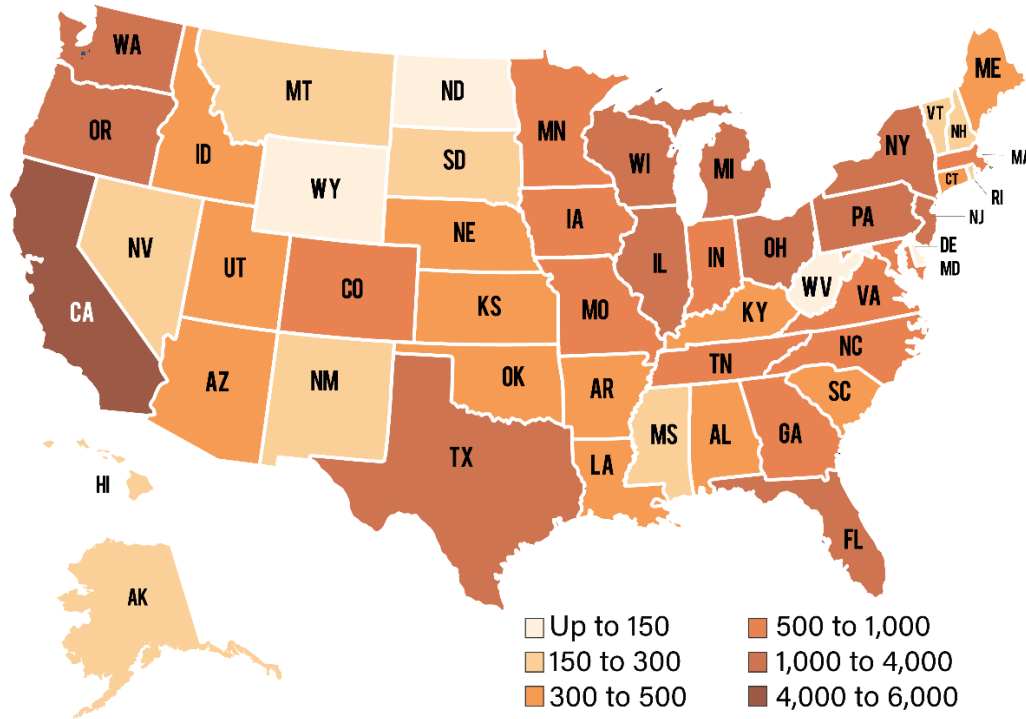 WA
MT
ND
ME
OR
ID
MN
VT
NH
NY
WI
MI
SD
MA
WY
CT
RI
IA
PA
NJ
NE
NV
UT
OH
DE
IL
IN
MD
CO
WV
CA
KS
MO
VA
KY
NC
TN
AZ
NM
OK
AR
SC
MS
AL
GA
TX
LA
HI
FL
AK
Up to 150
150 to 300
300 to 500
500 to 1,000
1,000 to 4,000
4,000 to 6,000